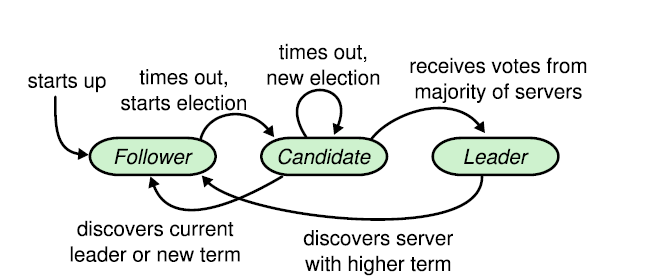 starts up
times out,
starts election
times out,
new election
receives votes from
majority of servers
Follower
Candidate
Leader
discovers current
leader or new term
discovers server
with higher term